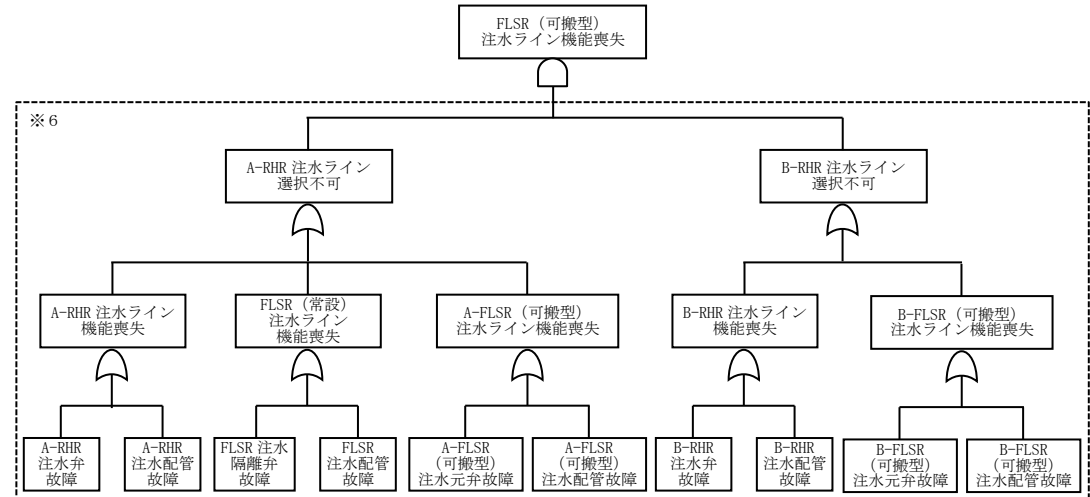 FLSR(可搬型)
注水ライン機能喪失
※6
A-RHR 注水ライン
選択不可
B-RHR 注水ライン
選択不可
A-RHR 注水ライン
機能喪失
FLSR(常設)
注水ライン
機能喪失
A-FLSR(可搬型)
注水ライン機能喪失
B-RHR 注水ライン
機能喪失
B-FLSR(可搬型)
注水ライン機能喪失
A-RHR
注水弁
故障
A-RHR
注水配管
故障
FLSR 注水
隔離弁
故障
FLSR
注水配管
故障
A-FLSR
(可搬型)
注水元弁故障
A-FLSR
(可搬型)
注水配管故障
B-RHR
注水弁
故障
B-RHR
注水配管
故障
B-FLSR
(可搬型)
注水元弁故障
B-FLSR
(可搬型)
注水配管故障